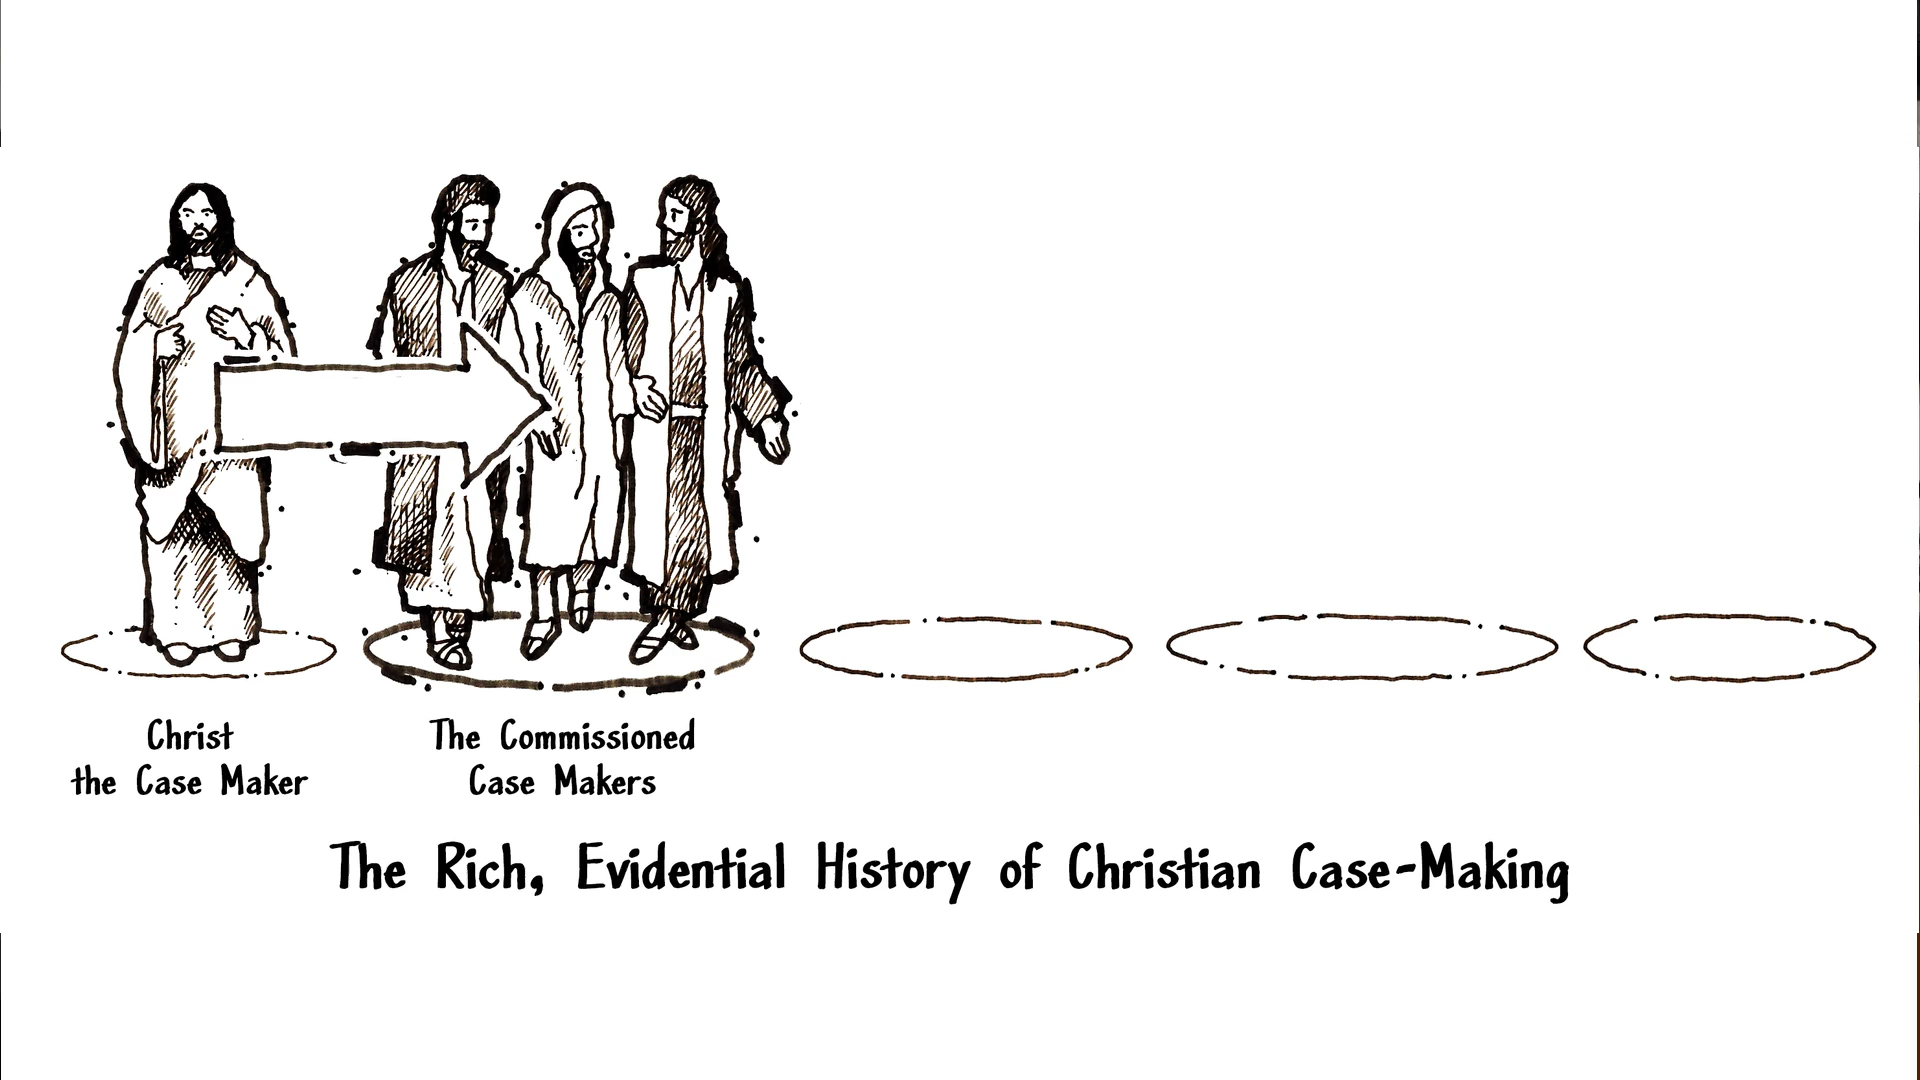 Christ
the Case Maker
The Commissioned
Case Makers
The Rich, Evidential History of Christian Case-Making